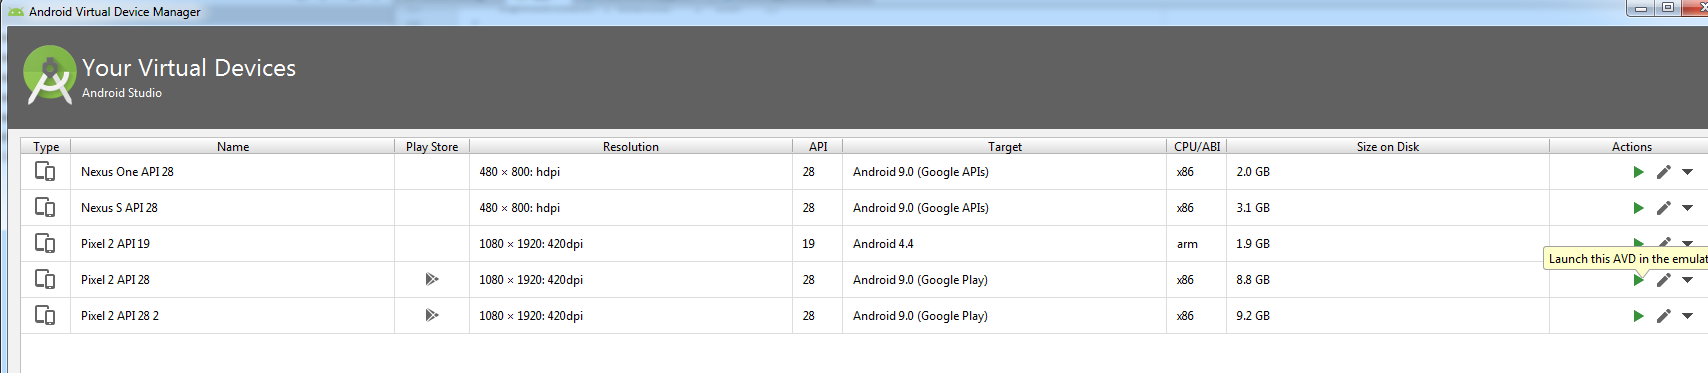 Android Virtual Device Manager
Your Virtual Devices
Android Studio
Type Name Play Store Resolution API Target CPU/ABI Size on Disk Actions
Nexus One API 28 480 × 800: hdpi 28 Android 9.0 (Google APIs) x86 2.0 GB
Nexus S API 28 480 × 800: hdpi 28 Android 9.0 (Google APIs) x86 3.1 GB
Pixel 2 API 19 1080 × 1920: 420dpi 19 Android 4.4 arm 1.9 GB
Launch this AVD in the emulat
Pixel 2 API 28 1080 × 1920: 420dpi 28 Android 9.0 (Google Play) x86 8.8 GB
Pixel 2 API 28 2 1080 × 1920: 420dpi 28 Android 9.0 (Google Play) x86 9.2 GB